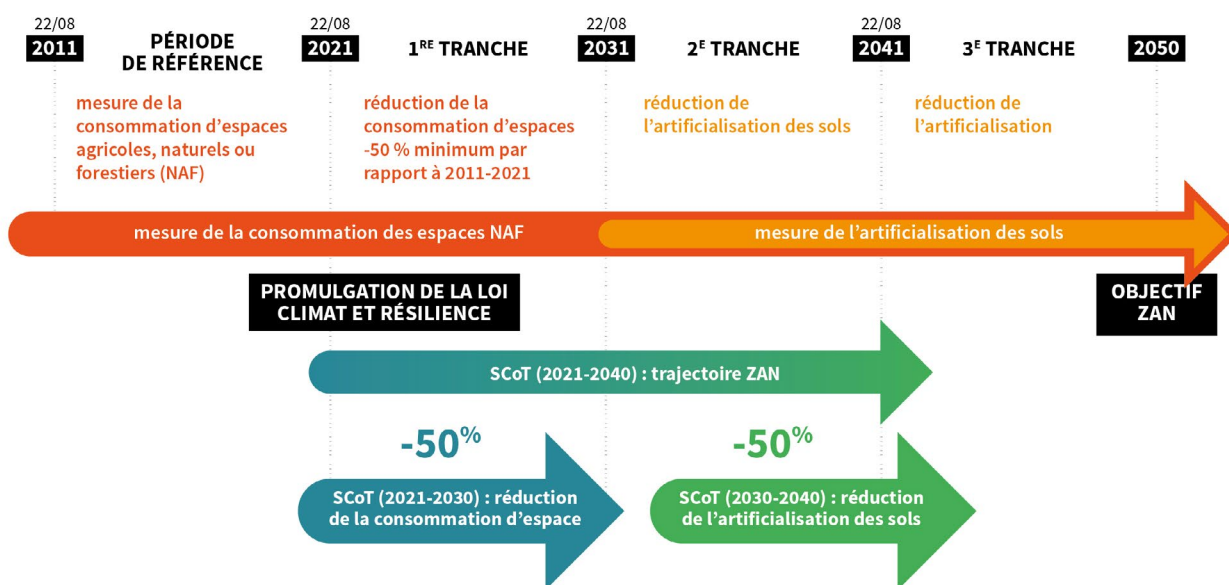 22/08
2011
PÉRIODE
DE RÉFÉRENCE
22/08
2021
1RE TRANCHE
22/08
2031
2E TRANCHE
22/08
2041
3E TRANCHE
2050
mesure de la
consommation d’espaces
agricoles, naturels ou
forestiers (NAF)
réduction de la
consommation d’espaces
-50 % minimum par
rapport à 2011-2021
réduction de
l’artificialisation des sols
réduction de
l’artificialisation
mesure de la consommation des espaces NAF
mesure de l’artificialisation des sols
PROMULGATION DE LA LOI
CLIMAT ET RÉSILIENCE
OBJECTIF
ZAN
SCoT (2021-2040) : trajectoire ZAN
-50%
SCoT (2021-2030) : réduction
de la consommation d’espace
-50%
SCoT (2030-2040) : réduction
de l’artificialisation des sols